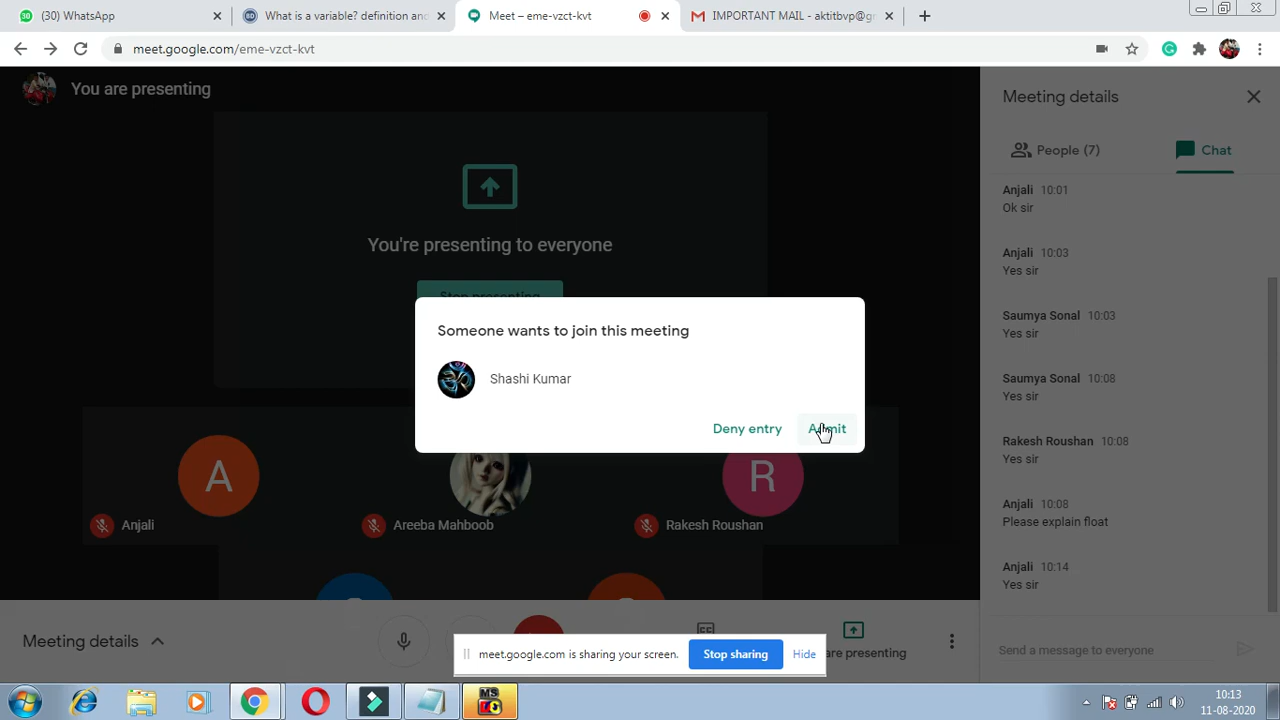 (30) WhatsApp
What is a variable? definition and
Meet – eme-vzct-kvt
IMPORTANT MAIL - aktitbvp@gr
meet.google.com/eme-vzct-kvt
You are presenting
You're presenting to everyone
Stop presenting
Someone wants to join this meeting
Shashi Kumar
Deny entry
Admit
Anjali
Areeba Mahboob
Rakesh Roushan
A
R
Meeting details
meet.google.com is sharing your screen.
Stop sharing
Hide
are presenting
Meeting details
People (7)
Chat
Anjali 10:01
Ok sir
Anjali 10:03
Yes sir
Saumya Sonal 10:03
Yes sir
Saumya Sonal 10:08
Yes sir
Rakesh Roushan 10:08
Yes sir
Anjali 10:08
Please explain float
Anjali 10:14
Yes sir
Send a message to everyone
10:13
11-08-2020